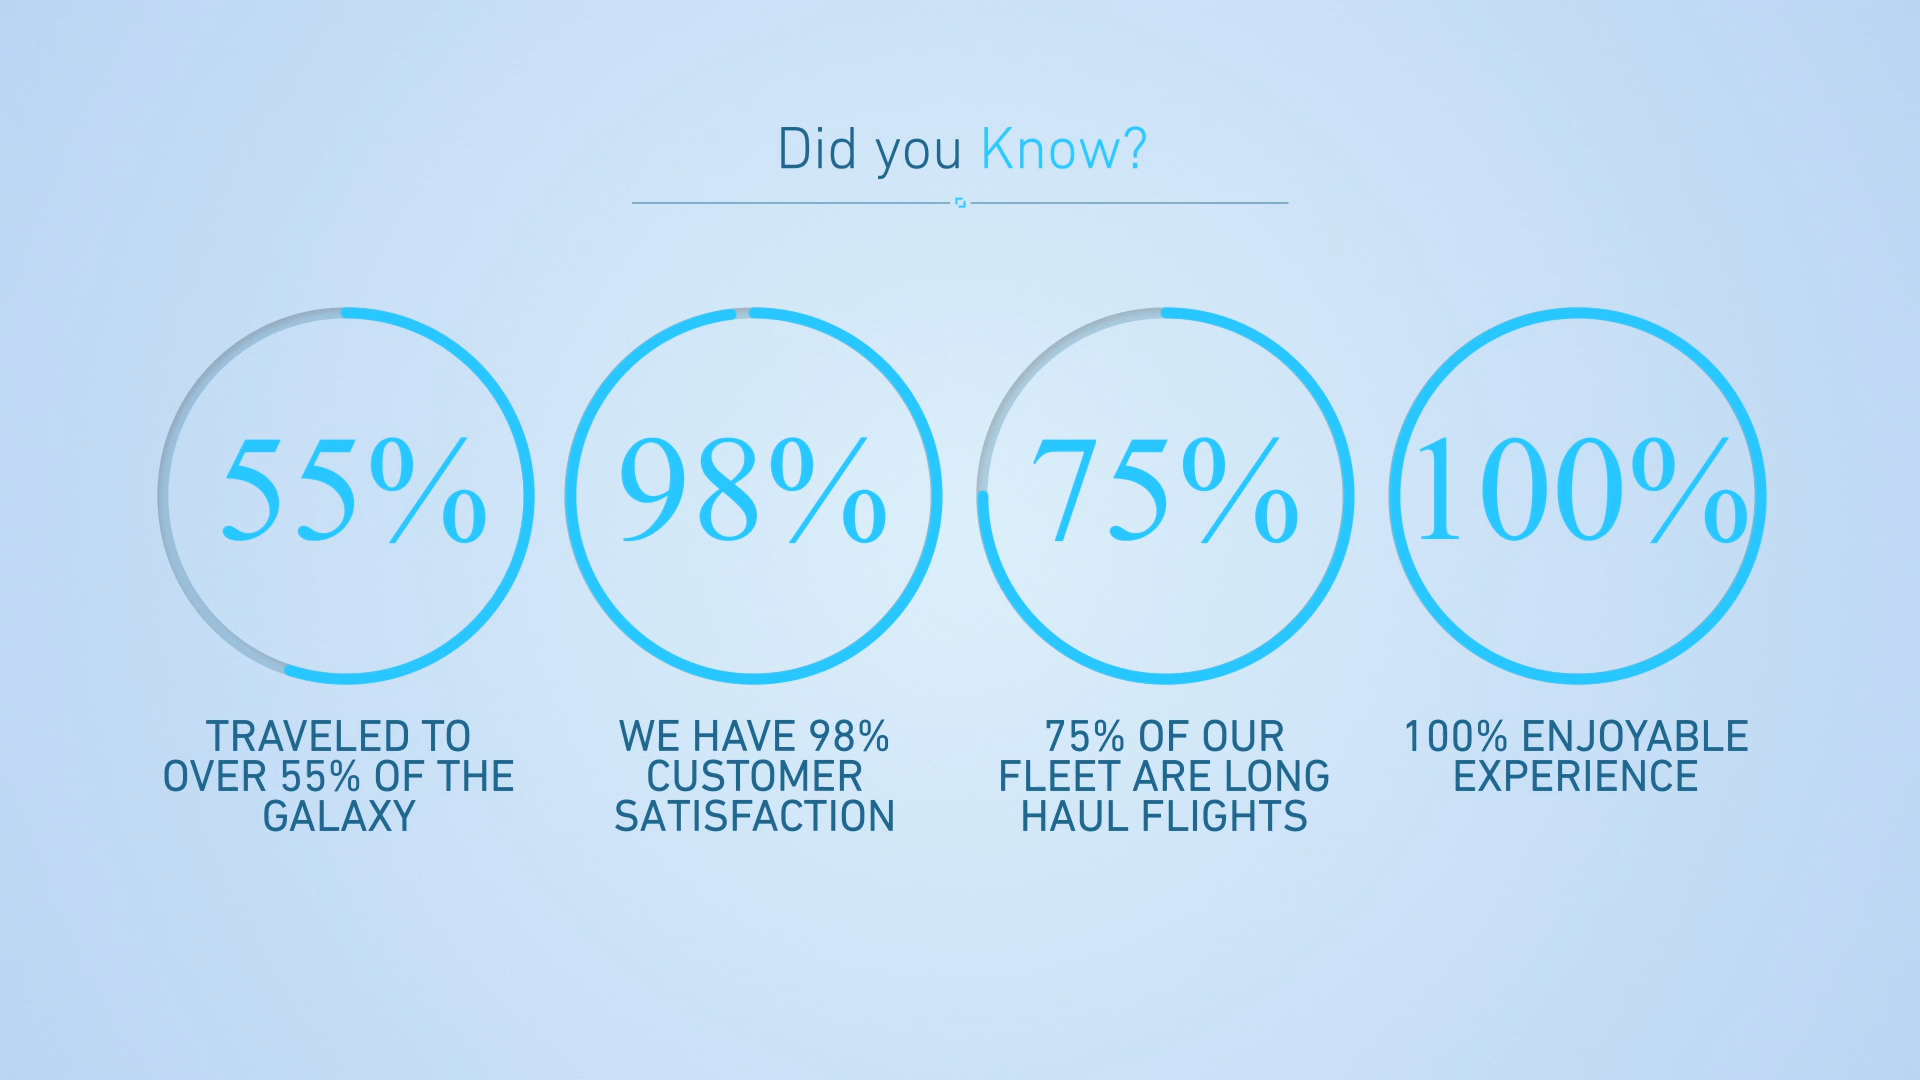 Did you Know?
55%
98%
75%
100%
TRAVELED TO
OVER 55% OF THE
GALAXY
WE HAVE 98%
CUSTOMER
SATISFACTION
75% OF OUR
FLEET ARE LONG
HAUL FLIGHTS
100% ENJOYABLE
EXPERIENCE